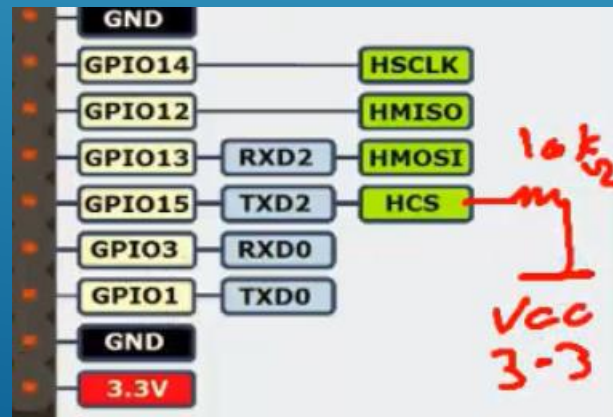 GND
GPIO14 HSCLK
GPIO12 HMISO
GPIO13 RXD2 HMOSI 10k
GPIO15 TXD2 HCS
GPIO3 RXD0
GPIO1 TXD0
GND
3.3V
Vcc
3-3